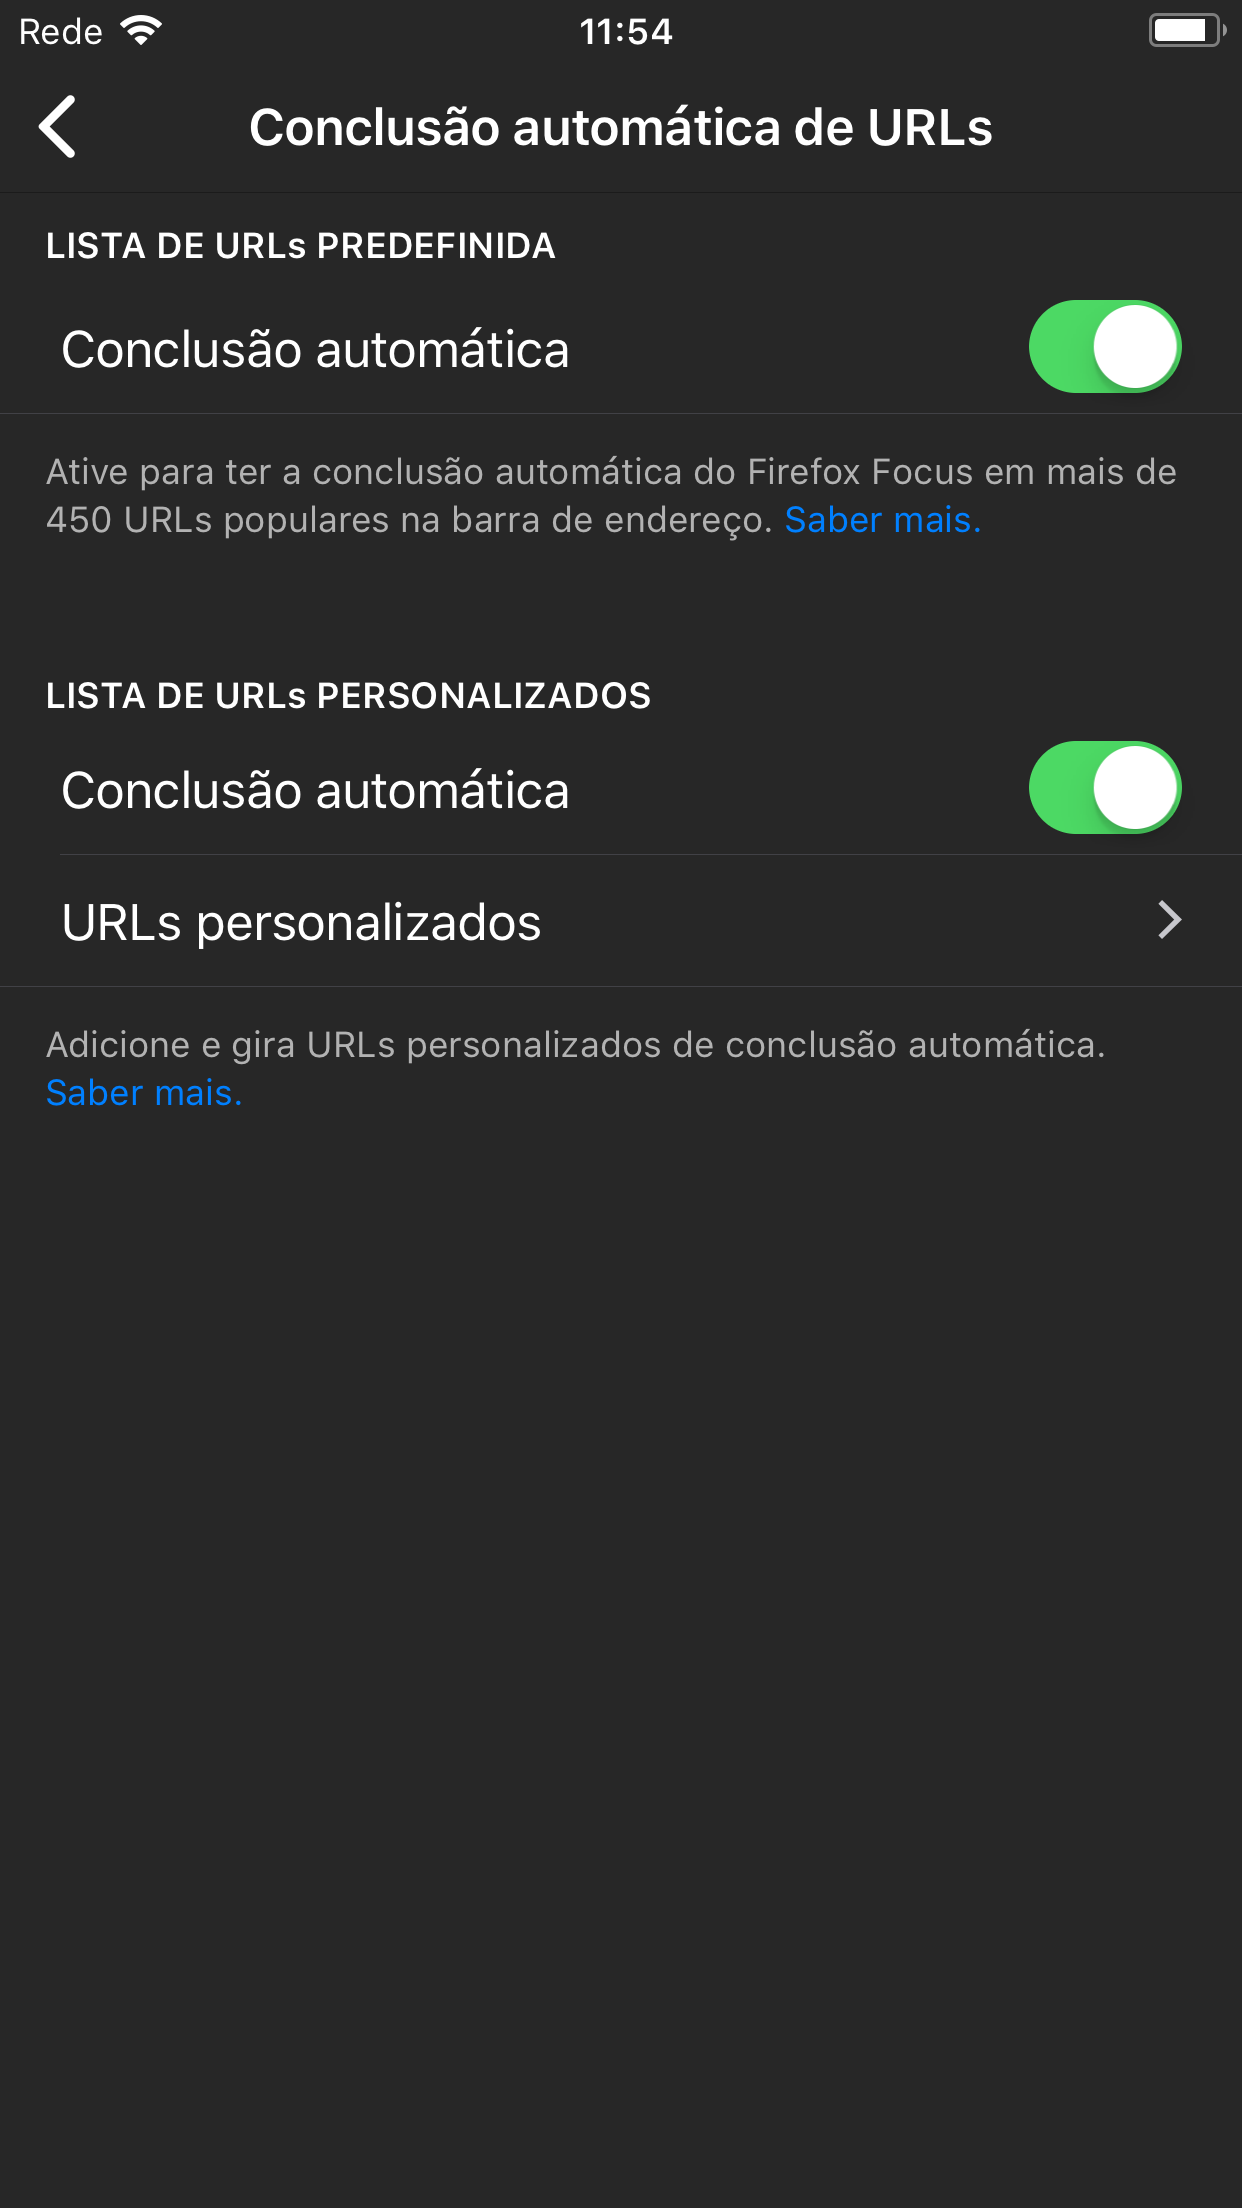 Rede
11:54
Conclusão automática de URLs
LISTA DE URLs PREDEFINIDA
Conclusão automática
Ative para ter a conclusão automática do Firefox Focus em mais de
450 URLs populares na barra de endereço. Saber mais.
LISTA DE URLs PERSONALIZADOS
Conclusão automática
URLs personalizados
Adicione e gira URLs personalizados de conclusão automática.
Saber mais.